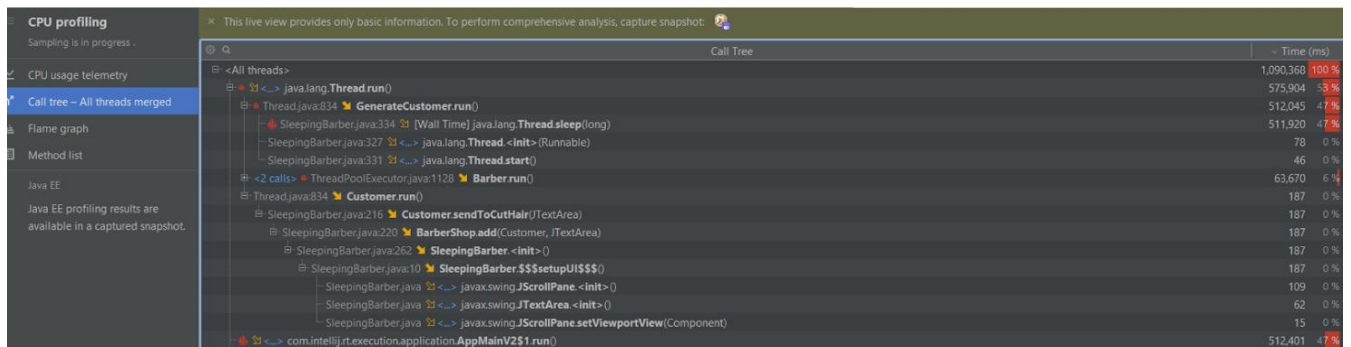 CPU profiling
Sampling is in progress .
CPU usage telemetry
Call tree – All threads merged
Flame graph
Method list
Java EE
Java EE profiling results are
available in a captured snapshot.
× This live view provides only basic information. To perform comprehensive analysis, capture snapshot:
Call Tree Time (ms)
<All threads> 1,090,368 100 %
<...> java.lang.Thread.run() 575,904 53 %
Thread.java:834 GenerateCustomer.run() 512,045 47 %
SleepingBarber.java:334 [Wall Time] java.lang.Thread.sleep(long) 511,920 47 %
SleepingBarber.java:327 <...> java.lang.Thread.<init>(Runnable) 78 0 %
SleepingBarber.java:331 <...> java.lang.Thread.start() 46 0 %
<2 calls> ThreadPoolExecutor.java:1128 Barber.run() 63,670 6 %
Thread.java:834 Customer.run() 187 0 %
SleepingBarber.java:216 Customer.sendToCutHair(JTextArea) 187 0 %
SleepingBarber.java:220 BarberShop.add(Customer, JTextArea) 187 0 %
SleepingBarber.java:262 SleepingBarber.<init>() 187 0 %
SleepingBarber.java:10 SleepingBarber.$$$setupUI$$$() 187 0 %
SleepingBarber.java <...> javax.swing.JScrollPane.<init>() 109 0 %
SleepingBarber.java <...> javax.swing.JTextArea.<init>() 62 0 %
SleepingBarber.java <...> javax.swing.JScrollPane.setViewportView(Component) 15 0 %
<...> com.intellij.rt.execution.application.AppMainV2$1.run() 512,401 47 %